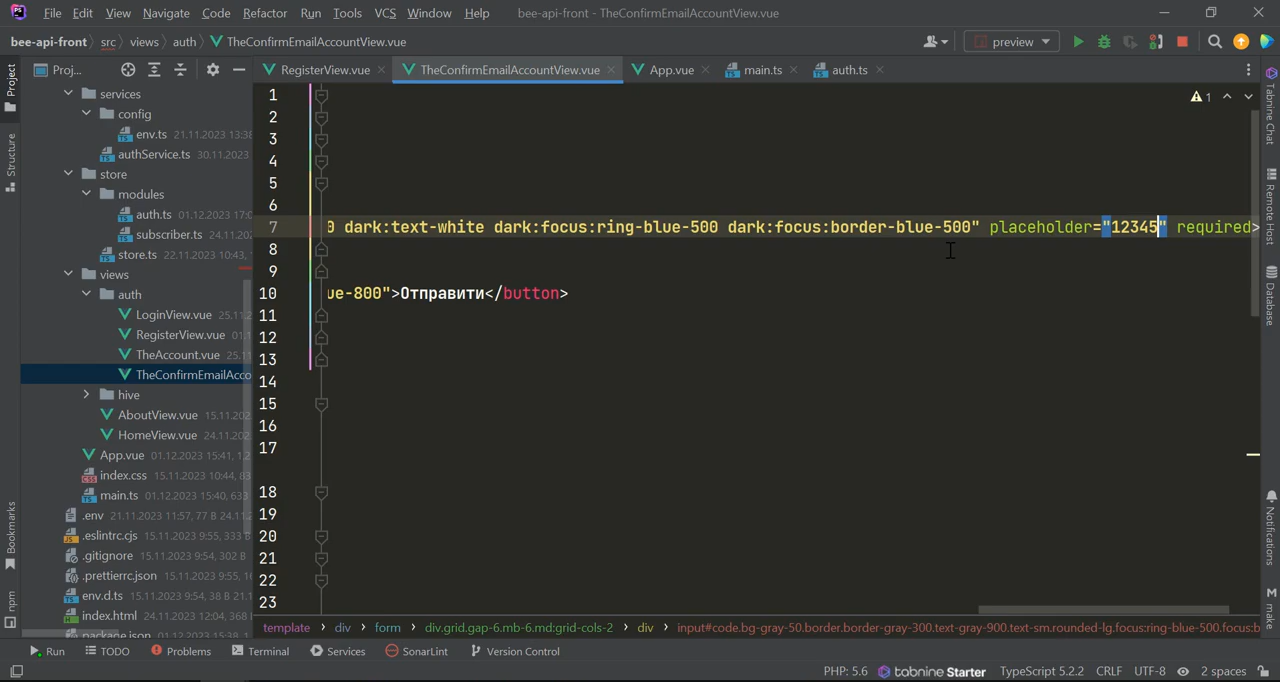 File Edit View Navigate Code Refactor Run Tools VCS Window Help bee-api-front - TheConfirmEmailAccountView.vue
bee-api-front src views auth TheConfirmEmailAccountView.vue preview
Project Proj... RegisterView.vue TheConfirmEmailAccountView.vue App.vue main.ts auth.ts
services
config
env.ts 21.11.2023 13:38
authService.ts 30.11.2023
store
modules
auth.ts 01.12.2023 17:0
subscriber.ts 24.11.20
store.ts 22.11.2023 10:43,
views
auth
LoginView.vue 25.11
RegisterView.vue 01.
TheAccount.vue 25.1
TheConfirmEmailAcco
hive
AboutView.vue 15.11.202
HomeView.vue 24.11.202
App.vue 01.12.2023 15:41, 1,2
index.css 15.11.2023 10:44, 83
main.ts 01.12.2023 15:40, 633
.env 21.11.2023 11:57, 77 B 24.11.2
.eslintrc.cjs 15.11.2023 9:55, 333 B
.gitignore 15.11.2023 9:54, 302 B
.prettierrc.json 15.11.2023 9:55, 16
env.d.ts 15.11.2023 9:54, 38 B 21.1
index.html 24.11.2023 12:04, 368
package.json 01.12.2023 15:38, 1
1
2
3
4
5
6
7 0 dark:text-white dark:focus:ring-blue-500 dark:focus:border-blue-500" placeholder="12345" required>
8
9
10 ue-800">Отправити</button>
11
12
13
14
15
16
17
18
19
20
21
22
23
1
Structure
Bookmarks
npm
Tabnine Chat
Remote Host
Database
Notifications
make
template div form div.grid.gap-6.mb-6.md:grid-cols-2 div input#code.bg-gray-50.border.border-gray-300.text-gray-900.text-sm.rounded-lg.focus:ring-blue-500.focus:b
Run TODO Problems Terminal Services SonarLint Version Control
PHP: 5.6 tabnine Starter TypeScript 5.2.2 CRLF UTF-8 2 spaces